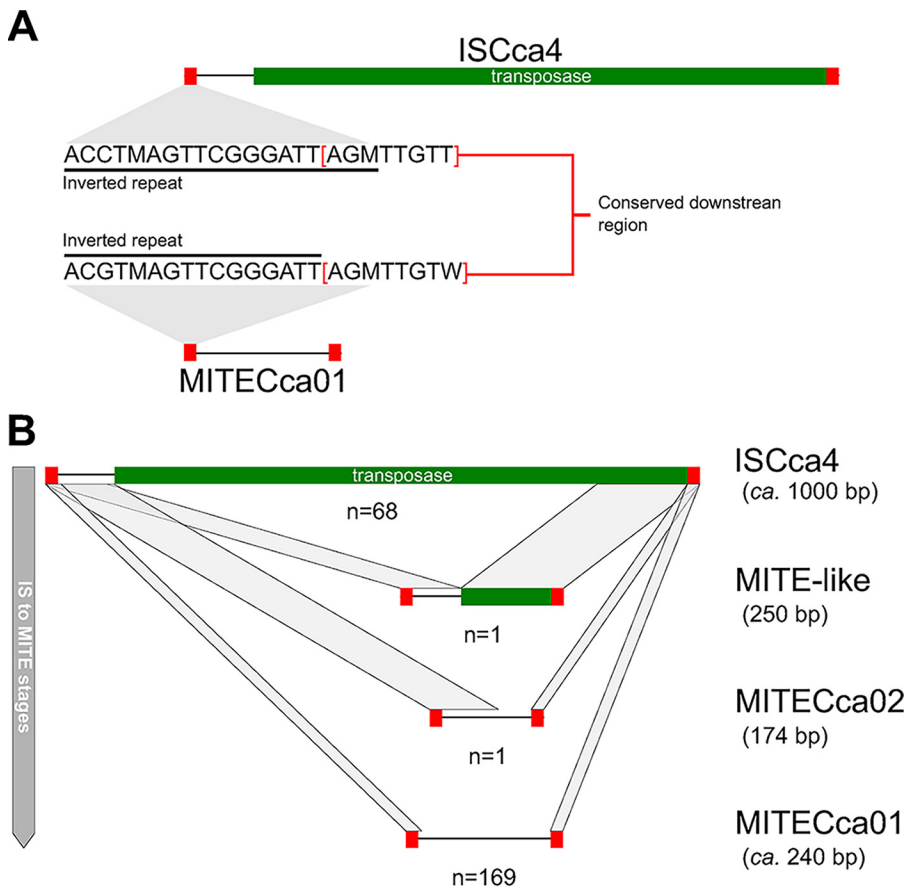 A
ISCca4
transposase
ACCTMAGTTCGGGATT[AGMTTGTT]
Inverted repeat
Conserved downstrean
region
Inverted repeat
ACGTMAGTTCGGGATT[AGMTTGTW]
MITECca01
B
transposase
ISCca4
(ca. 1000 bp)
n=68
IS to MITE stages
MITE-like
(250 bp)
n=1
MITECca02
(174 bp)
n=1
MITECca01
(ca. 240 bp)
n=169